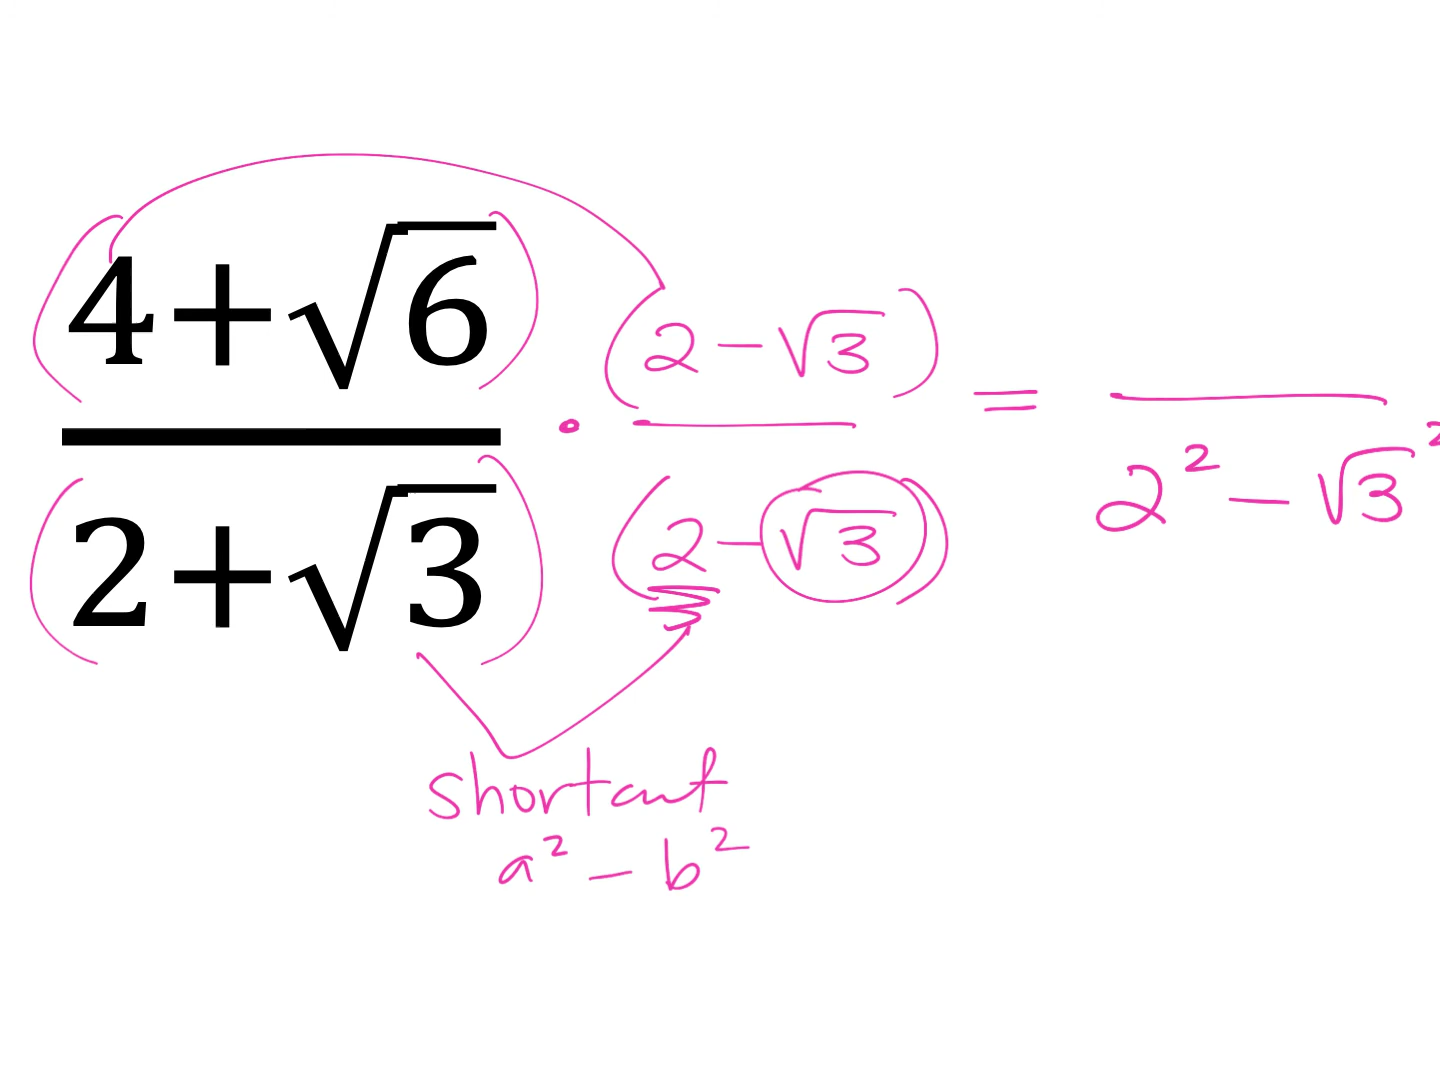 (4+√6) (2-√3)
――― · ――― = ―――
(2+√3) (2-√3) 2² - √3²
shortcut
a² - b²